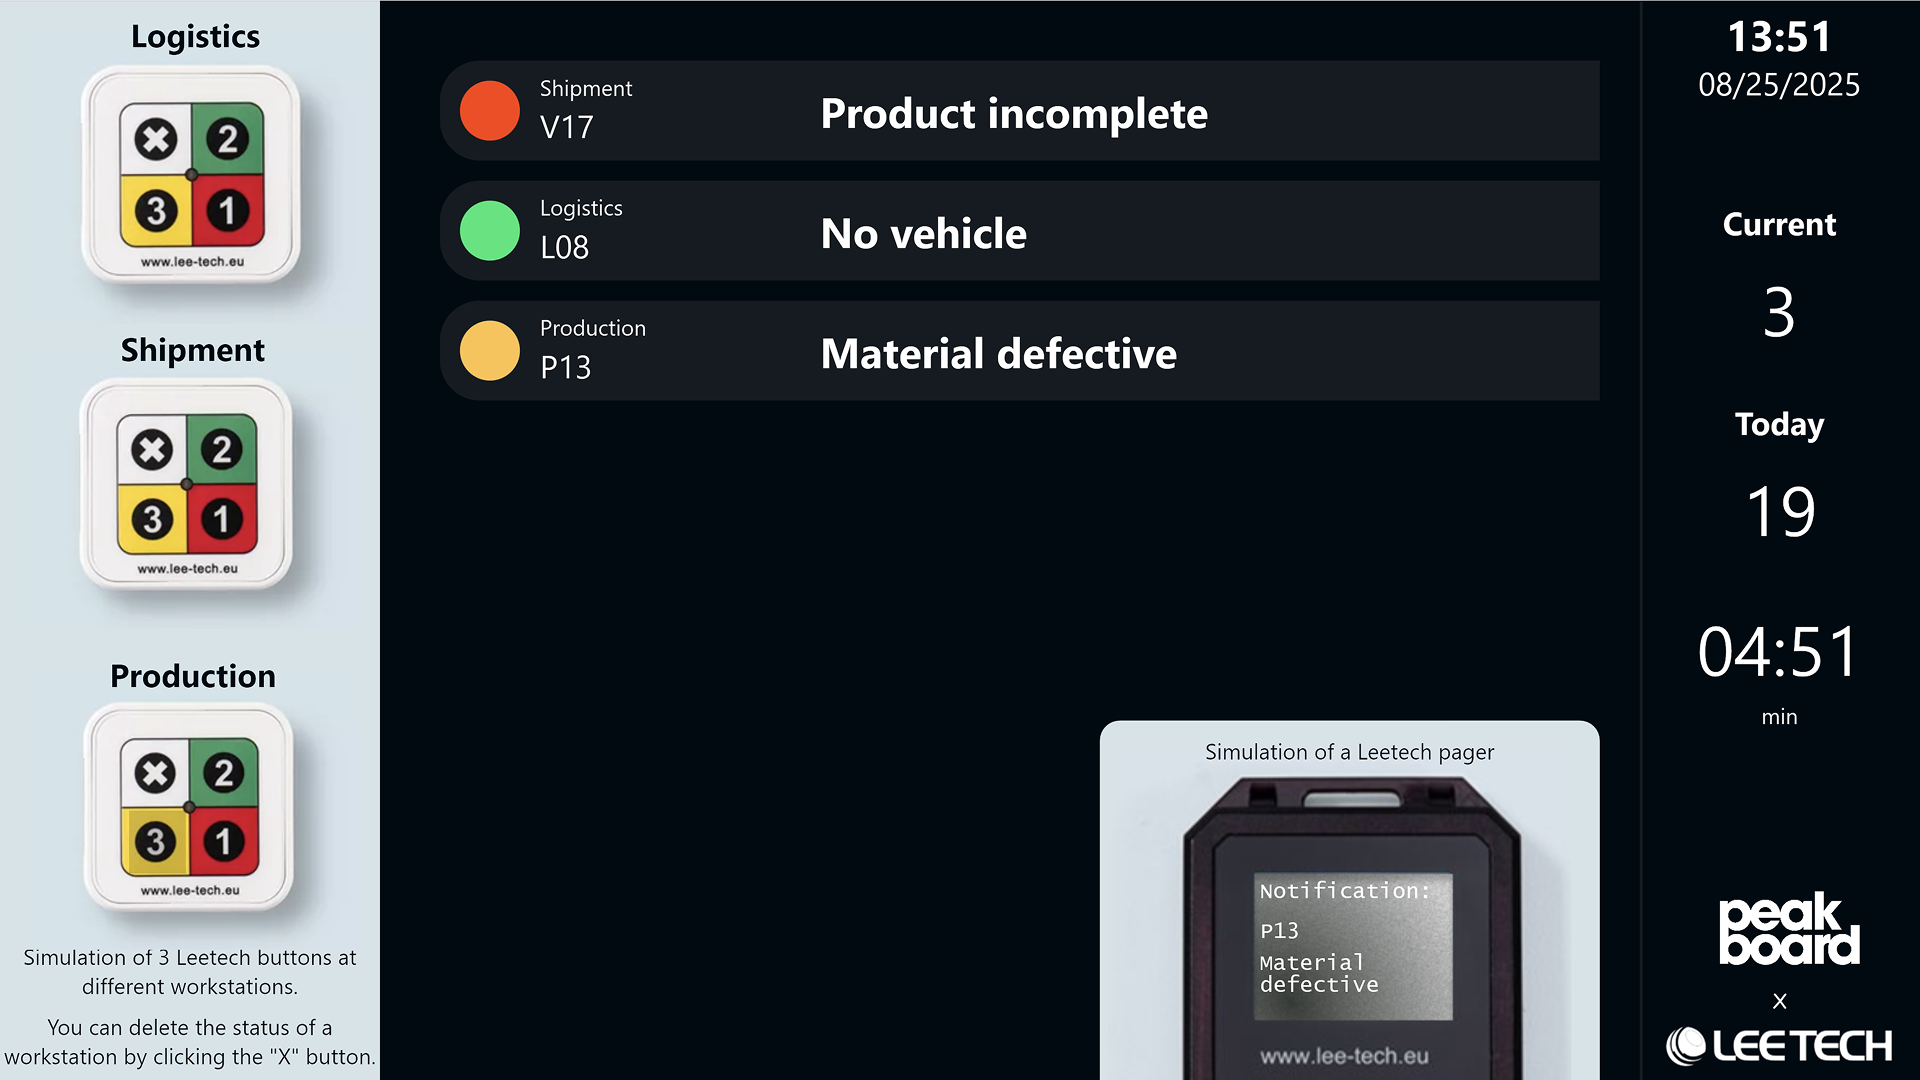 Logistics
2
3
1
www.lee-tech.eu
Shipment
2
3
1
www.lee-tech.eu
Production
2
3
1
www.lee-tech.eu
Simulation of 3 Leetech buttons at
different workstations.
You can delete the status of a
workstation by clicking the "X" button.
Shipment
V17
Product incomplete
Logistics
L08
No vehicle
Production
P13
Material defective
Simulation of a Leetech pager
Notification:
P13
Material
defective
www.lee-tech.eu
13:51
08/25/2025
Current
3
Today
19
04:51
min
peak
board
x
LEE TECH